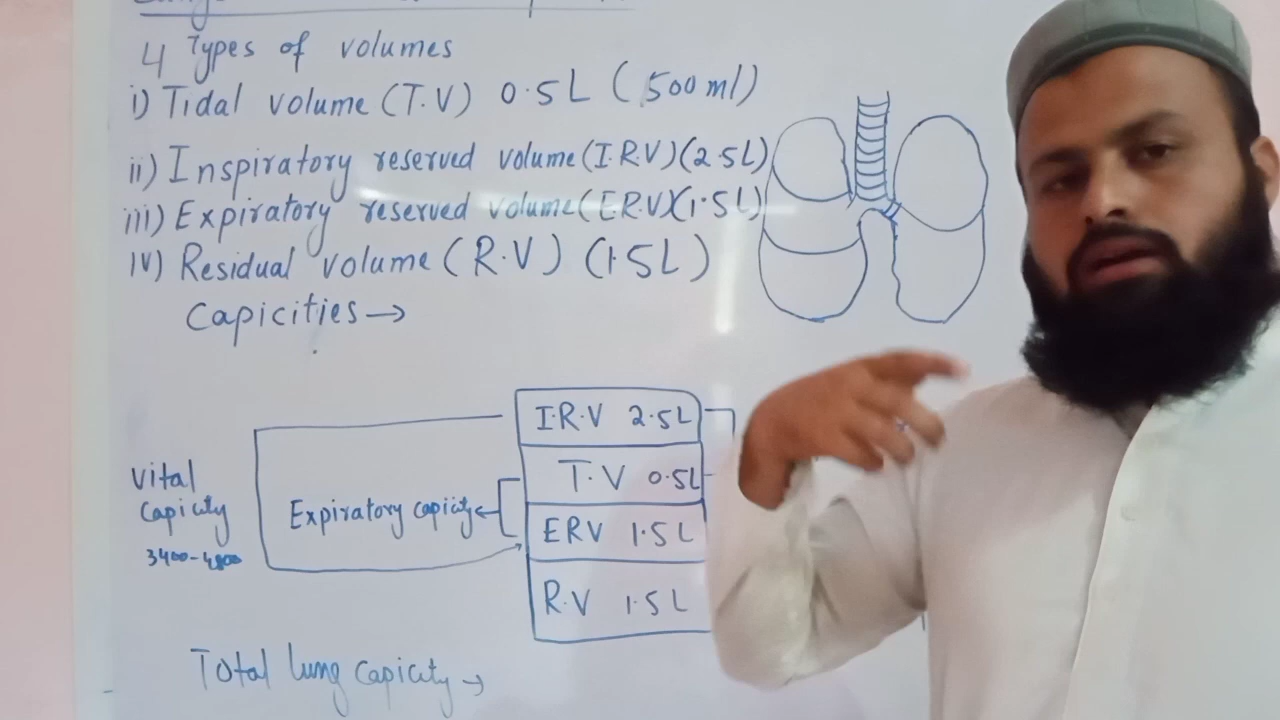 4 Types of volumes
i) Tidal volume (T.V) 0.5L (500 ml)
ii) Inspiratory reserved volume (I.R.V)(2.5L)
iii) Expiratory reserved volume (E.R.V)(1.5L)
iv) Residual volume (R.V) (1.5L)
Capicities →
I.R.V 2.5L
T.V 0.5L
ERV 1.5L
R.V 1.5L
Expiratory capicity ←
Vital
Capicity
3400-4800
Total lung capicity →